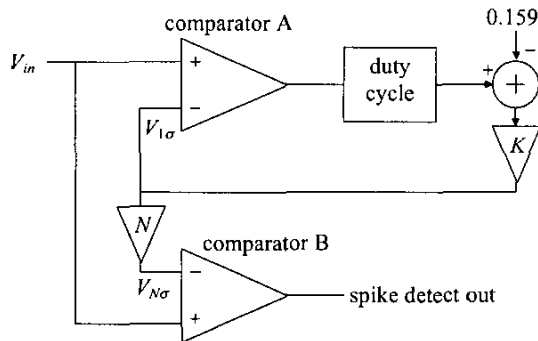 comparator A
0.159
V_in
+
−
duty
cycle
+
−
+
V_1σ
K
N
comparator B
−
V_Nσ
+
spike detect out